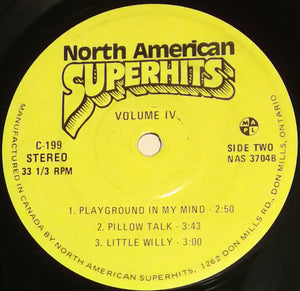 North American
SUPERHITS
VOLUME IV
C-199
STEREO
33 1/3 RPM
M A P L
SIDE TWO
NAS 3704B
1. PLAYGROUND IN MY MIND - 2:50
2. PILLOW TALK - 3:43
3. LITTLE WILLY - 3:00
MANUFACTURED IN CANADA BY NORTH AMERICAN SUPERHITS, 1262 DON MILLS RD., DON MILLS, ONTARIO